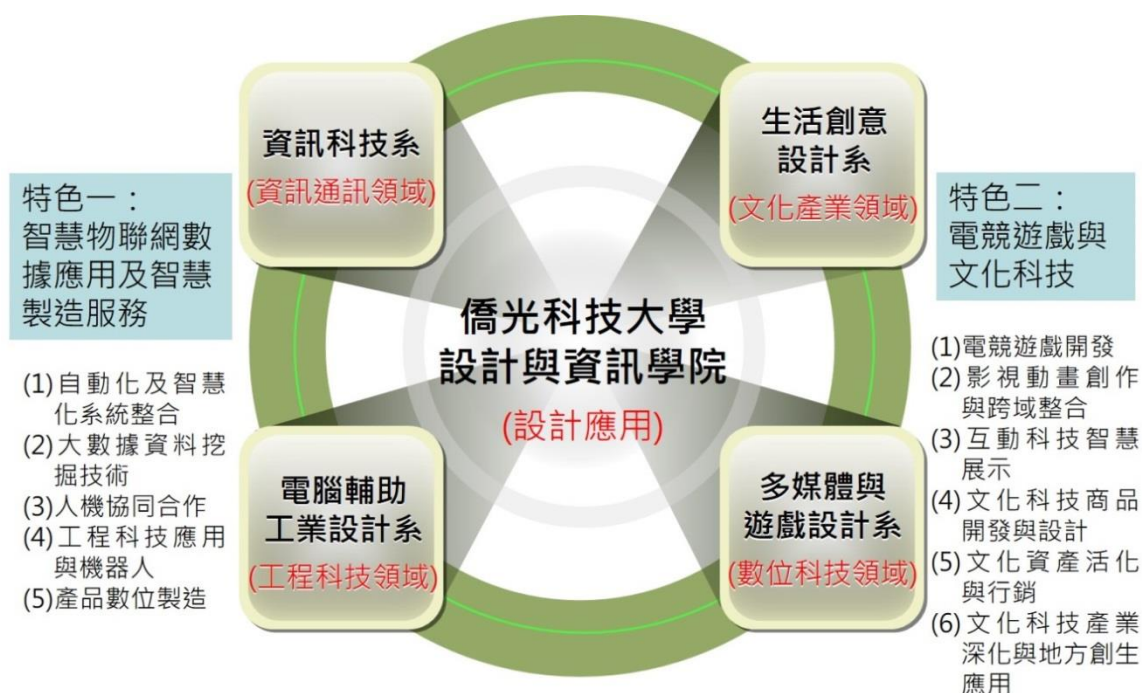 資訊科技系
(資訊通訊領域)
生活創意
設計系
(文化產業領域)
特色一：
智慧物聯網數
據應用及智慧
製造服務
(1)自動化及智慧
化系統整合
(2)大數據資料挖
掘技術
(3)人機協同合作
(4)工程科技應用
與機器人
(5)產品數位製造
僑光科技大學
設計與資訊學院
(設計應用)
特色二：
電競遊戲與
文化科技
(1)電競遊戲開發
(2)影視動畫創作
與跨域整合
(3)互動科技智慧
展示
(4)文化科技商品
開發與設計
(5)文化資產活化
與行銷
(6)文化科技產業
深化與地方創生
應用
電腦輔助
工業設計系
(工程科技領域)
多媒體與
遊戲設計系
(數位科技領域)